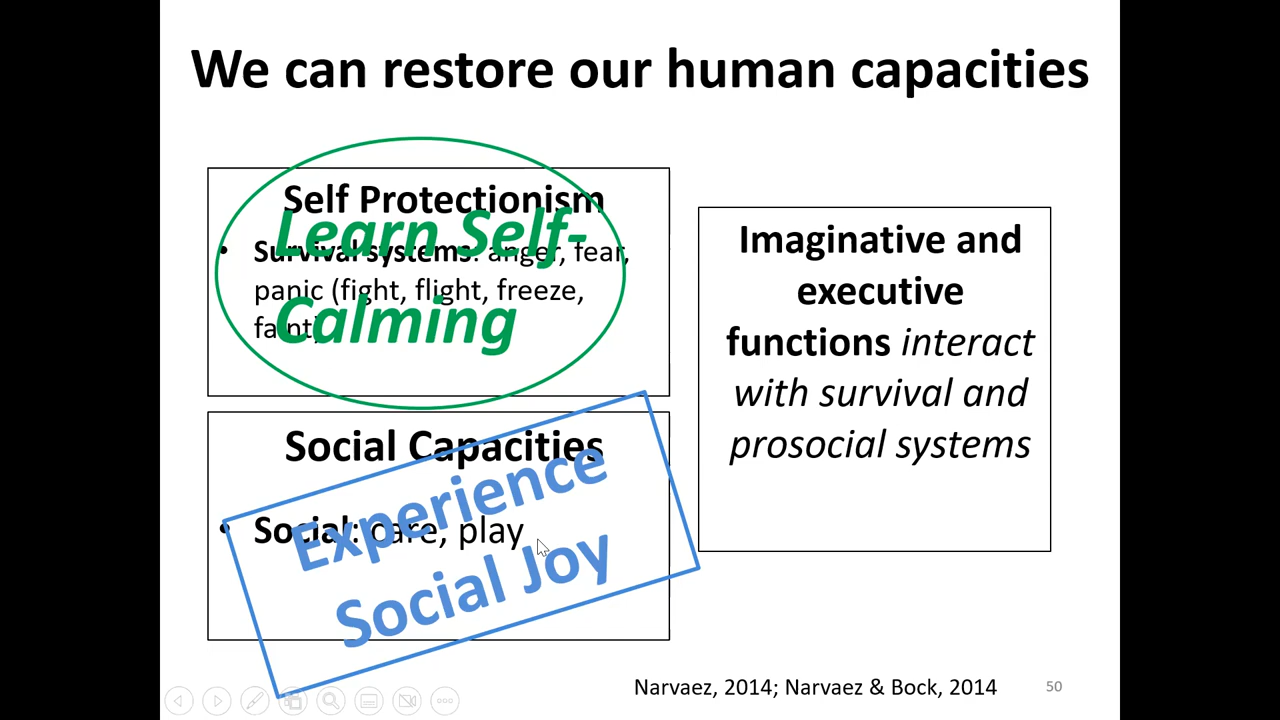 We can restore our human capacities
Self Protectionism
• Survival systems: anger, fear,
panic (fight, flight, freeze,
faint)
Learn Self-
Calming
Social Capacities
• Social: care, play
Experience
Social Joy
Imaginative and
executive
functions interact
with survival and
prosocial systems
Narvaez, 2014; Narvaez & Bock, 2014
50